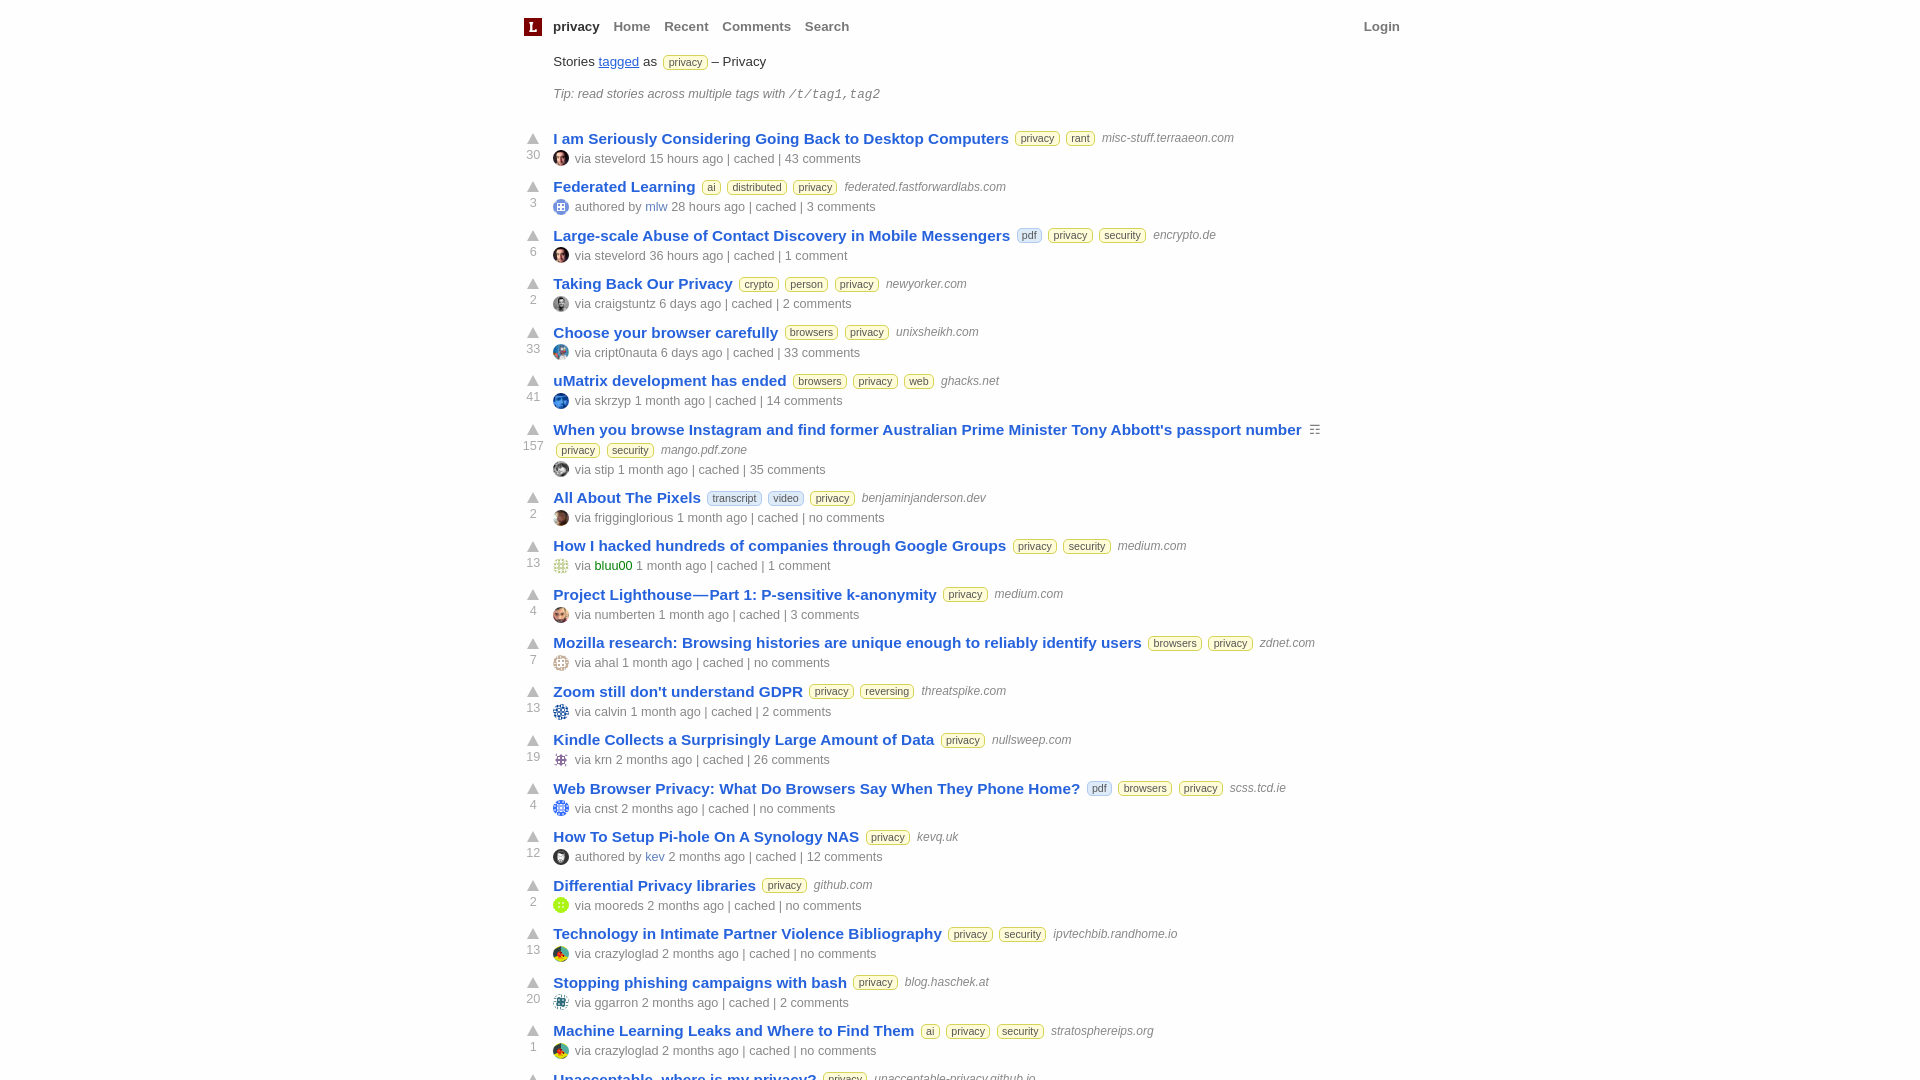 L privacy Home Recent Comments Search Login
Stories tagged as privacy – Privacy
Tip: read stories across multiple tags with /t/tag1,tag2
I am Seriously Considering Going Back to Desktop Computers privacy rant misc-stuff.terraaeon.com
30 via stevelord 15 hours ago | cached | 43 comments
Federated Learning ai distributed privacy federated.fastforwardlabs.com
3 authored by mlw 28 hours ago | cached | 3 comments
Large-scale Abuse of Contact Discovery in Mobile Messengers pdf privacy security encrypto.de
6 via stevelord 36 hours ago | cached | 1 comment
Taking Back Our Privacy crypto person privacy newyorker.com
2 via craigstuntz 6 days ago | cached | 2 comments
Choose your browser carefully browsers privacy unixsheikh.com
33 via cript0nauta 6 days ago | cached | 33 comments
uMatrix development has ended browsers privacy web ghacks.net
41 via skrzyp 1 month ago | cached | 14 comments
When you browse Instagram and find former Australian Prime Minister Tony Abbott's passport number ☶
157 privacy security mango.pdf.zone
via stip 1 month ago | cached | 35 comments
All About The Pixels transcript video privacy benjaminjanderson.dev
2 via frigginglorious 1 month ago | cached | no comments
How I hacked hundreds of companies through Google Groups privacy security medium.com
13 via bluu00 1 month ago | cached | 1 comment
Project Lighthouse — Part 1: P-sensitive k-anonymity privacy medium.com
4 via numberten 1 month ago | cached | 3 comments
Mozilla research: Browsing histories are unique enough to reliably identify users browsers privacy zdnet.com
7 via ahal 1 month ago | cached | no comments
Zoom still don't understand GDPR privacy reversing threatspike.com
13 via calvin 1 month ago | cached | 2 comments
Kindle Collects a Surprisingly Large Amount of Data privacy nullsweep.com
19 via krn 2 months ago | cached | 26 comments
Web Browser Privacy: What Do Browsers Say When They Phone Home? pdf browsers privacy scss.tcd.ie
4 via cnst 2 months ago | cached | no comments
How To Setup Pi-hole On A Synology NAS privacy kevq.uk
12 authored by kev 2 months ago | cached | 12 comments
Differential Privacy libraries privacy github.com
2 via mooreds 2 months ago | cached | no comments
Technology in Intimate Partner Violence Bibliography privacy security ipvtechbib.randhome.io
13 via crazyloglad 2 months ago | cached | no comments
Stopping phishing campaigns with bash privacy blog.haschek.at
20 via ggarron 2 months ago | cached | 2 comments
Machine Learning Leaks and Where to Find Them ai privacy security stratosphereips.org
1 via crazyloglad 2 months ago | cached | no comments
Unacceptable, where is my privacy? privacy unacceptable-privacy.github.io